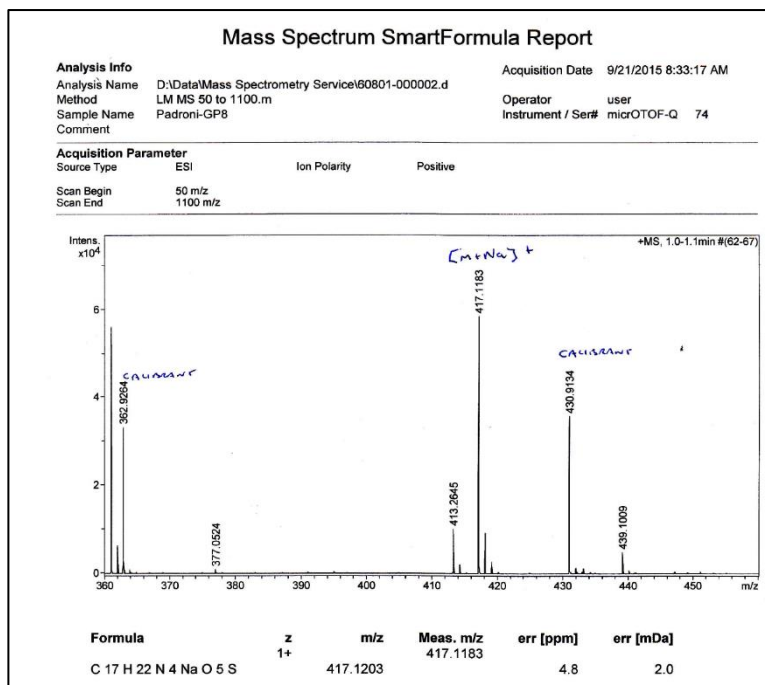 Mass Spectrum SmartFormula Report
Analysis Info
Acquisition Date 9/21/2015 8:33:17 AM
Analysis Name D:\Data\Mass Spectrometry Service\60801-000002.d
Method LM MS 50 to 1100.m
Operator user
Sample Name Padroni-GP8
Instrument / Ser# micrOTOF-Q 74
Comment
Acquisition Parameter
Source Type ESI Ion Polarity Positive
Scan Begin 50 m/z
Scan End 1100 m/z
Intens.
x10⁴
+MS, 1.0-1.1min #(62-67)
[M+Na]+
417.1183
6
CALIBRANT
CALIBRANT
362.9264
430.9134
4
2
413.2645
439.1009
377.0524
0
360 370 380 390 400 410 420 430 440 450 m/z
Formula z m/z Meas. m/z err [ppm] err [mDa]
1+ 417.1183
C 17 H 22 N 4 Na O 5 S 417.1203 4.8 2.0